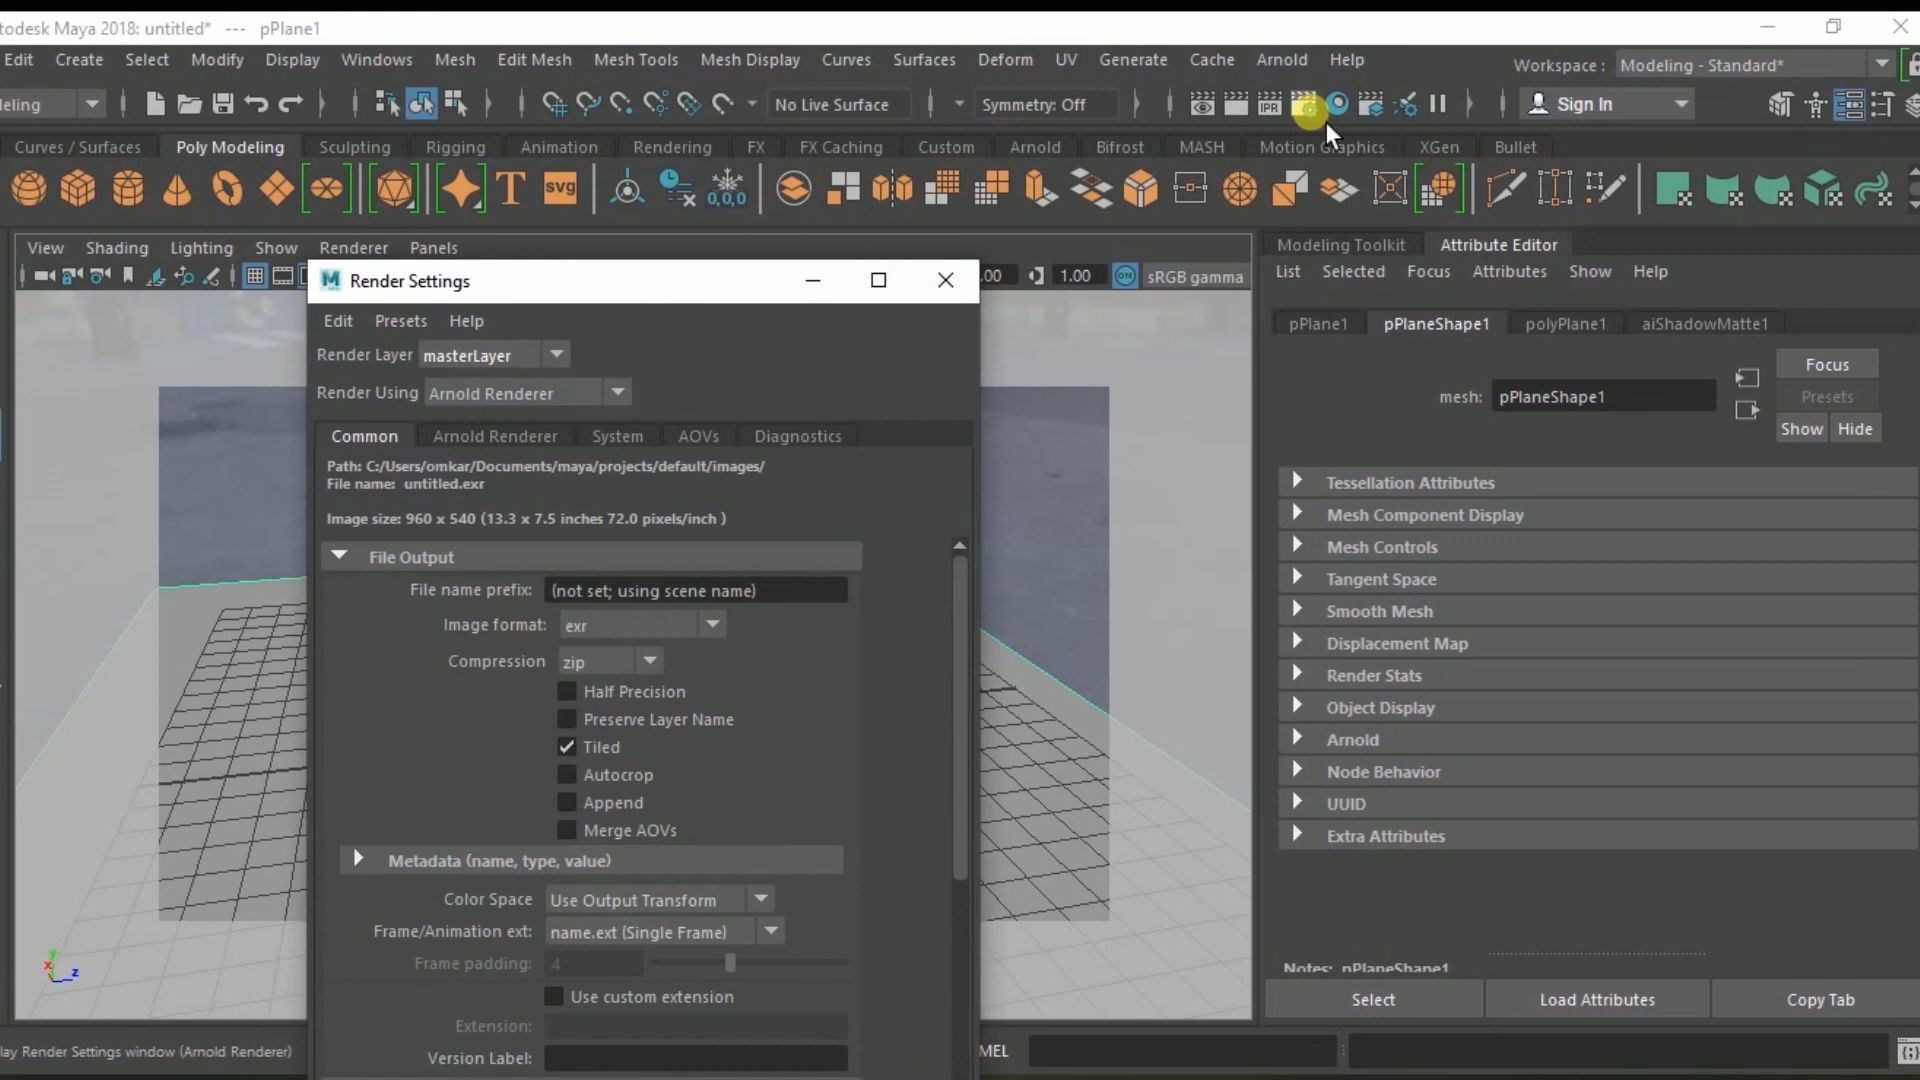 todesk Maya 2018: untitled* --- pPlane1
Edit Create Select Modify Display Windows Mesh Edit Mesh Mesh Tools Mesh Display Curves Surfaces Deform UV Generate Cache Arnold Help Workspace : Modeling - Standard*
eling No Live Surface Symmetry: Off IPR Sign In
Curves / Surfaces Poly Modeling Sculpting Rigging Animation Rendering FX FX Caching Custom Arnold Bifrost MASH Motion Graphics XGen Bullet
T svg 0,0,0
View Shading Lighting Show Renderer Panels
.00 1.00 ON sRGB gamma
Render Settings
Edit Presets Help
Render Layer masterLayer
Render Using Arnold Renderer
Common Arnold Renderer System AOVs Diagnostics
Path: C:/Users/omkar/Documents/maya/projects/default/images/
File name: untitled.exr
Image size: 960 x 540 (13.3 x 7.5 inches 72.0 pixels/inch )
File Output
File name prefix: (not set; using scene name)
Image format: exr
Compression zip
Half Precision
Preserve Layer Name
Tiled
Autocrop
Append
Merge AOVs
Metadata (name, type, value)
Color Space Use Output Transform
Frame/Animation ext: name.ext (Single Frame)
Frame padding: 4
Use custom extension
Extension:
Version Label:
Modeling Toolkit Attribute Editor
List Selected Focus Attributes Show Help
pPlane1 pPlaneShape1 polyPlane1 aiShadowMatte1
Focus
mesh: pPlaneShape1
Presets
Show Hide
Tessellation Attributes
Mesh Component Display
Mesh Controls
Tangent Space
Smooth Mesh
Displacement Map
Render Stats
Object Display
Arnold
Node Behavior
UUID
Extra Attributes
Notes: pPlaneShape1
Select Load Attributes Copy Tab
y
x z
lay Render Settings window (Arnold Renderer)
MEL